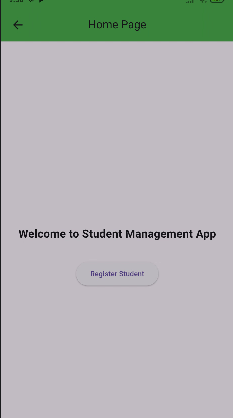 Home Page
Welcome to Student Management App
Register Student